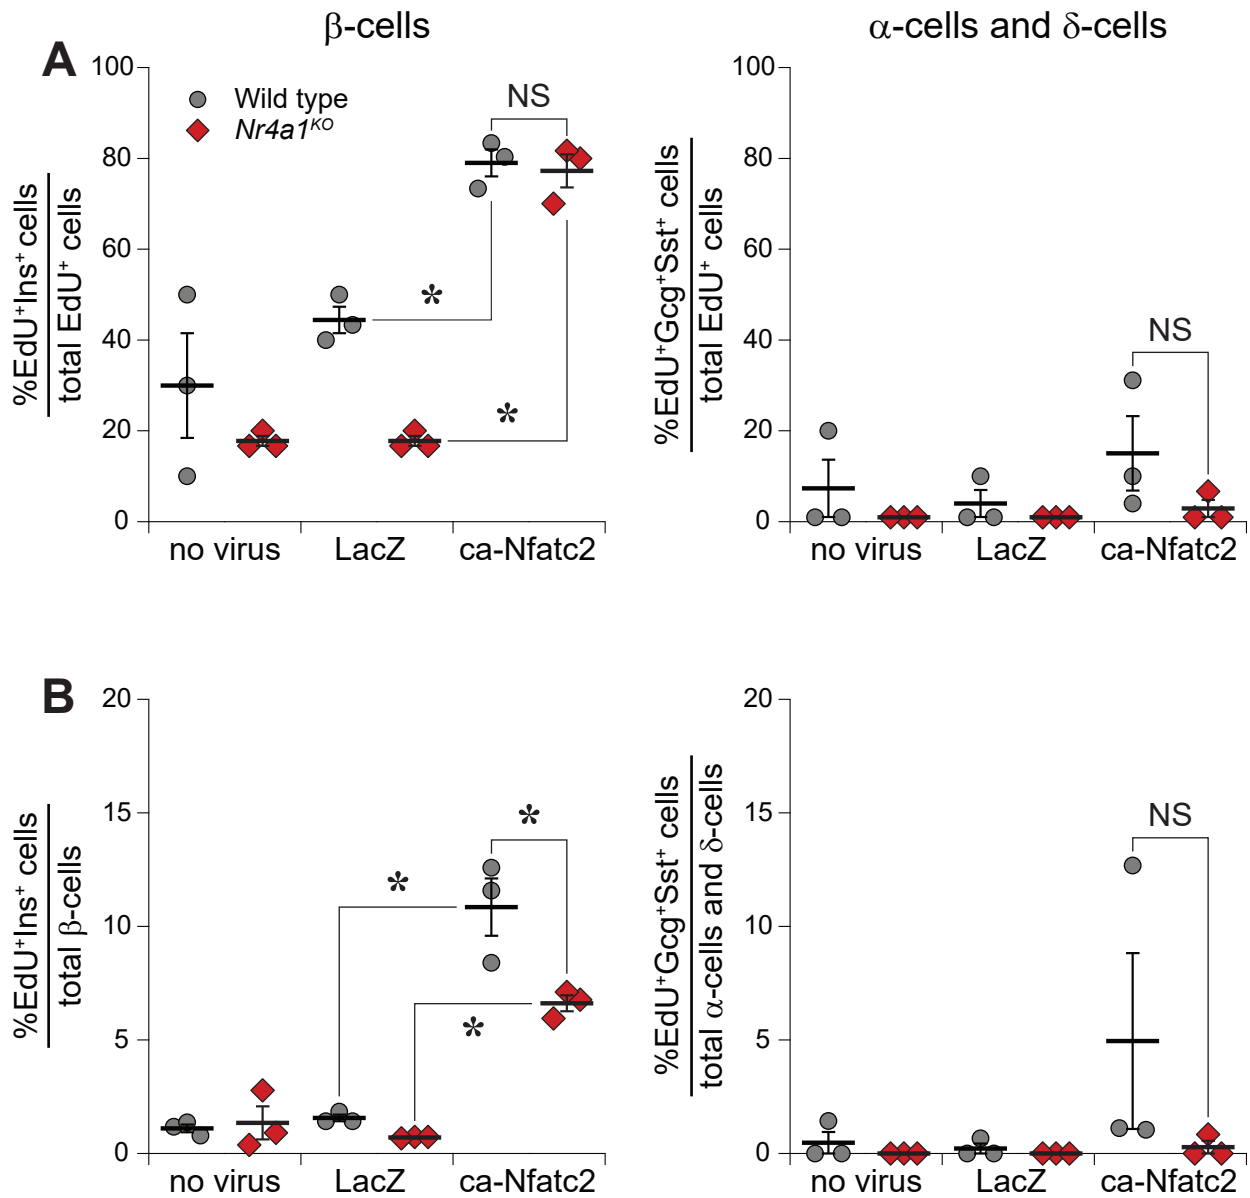 β-cells
α-cells and δ-cells
A
100
80
60
40
20
0
%EdU⁺Ins⁺ cells
total EdU⁺ cells
Wild type
Nr4a1ᴷᴼ
NS
*
*
no virus
LacZ
ca-Nfatc2
100
80
60
40
20
0
%EdU⁺Gcg⁺Sst⁺ cells
total EdU⁺ cells
NS
no virus
LacZ
ca-Nfatc2
B
20
15
10
5
0
%EdU⁺Ins⁺ cells
total β-cells
*
*
*
no virus
LacZ
ca-Nfatc2
20
15
10
5
0
%EdU⁺Gcg⁺Sst⁺ cells
total α-cells and δ-cells
NS
no virus
LacZ
ca-Nfatc2